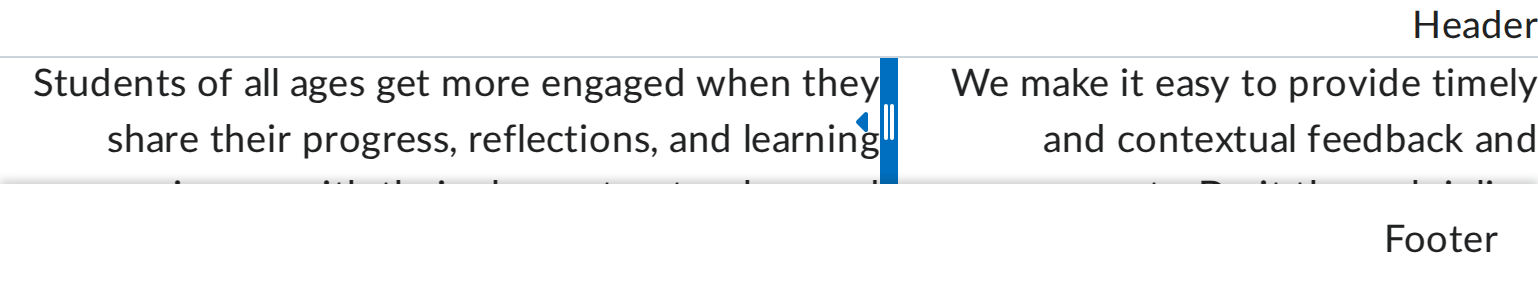 Header
We make it easy to provide timely
and contextual feedback and
Students of all ages get more engaged when they
share their progress, reflections, and learning
Footer